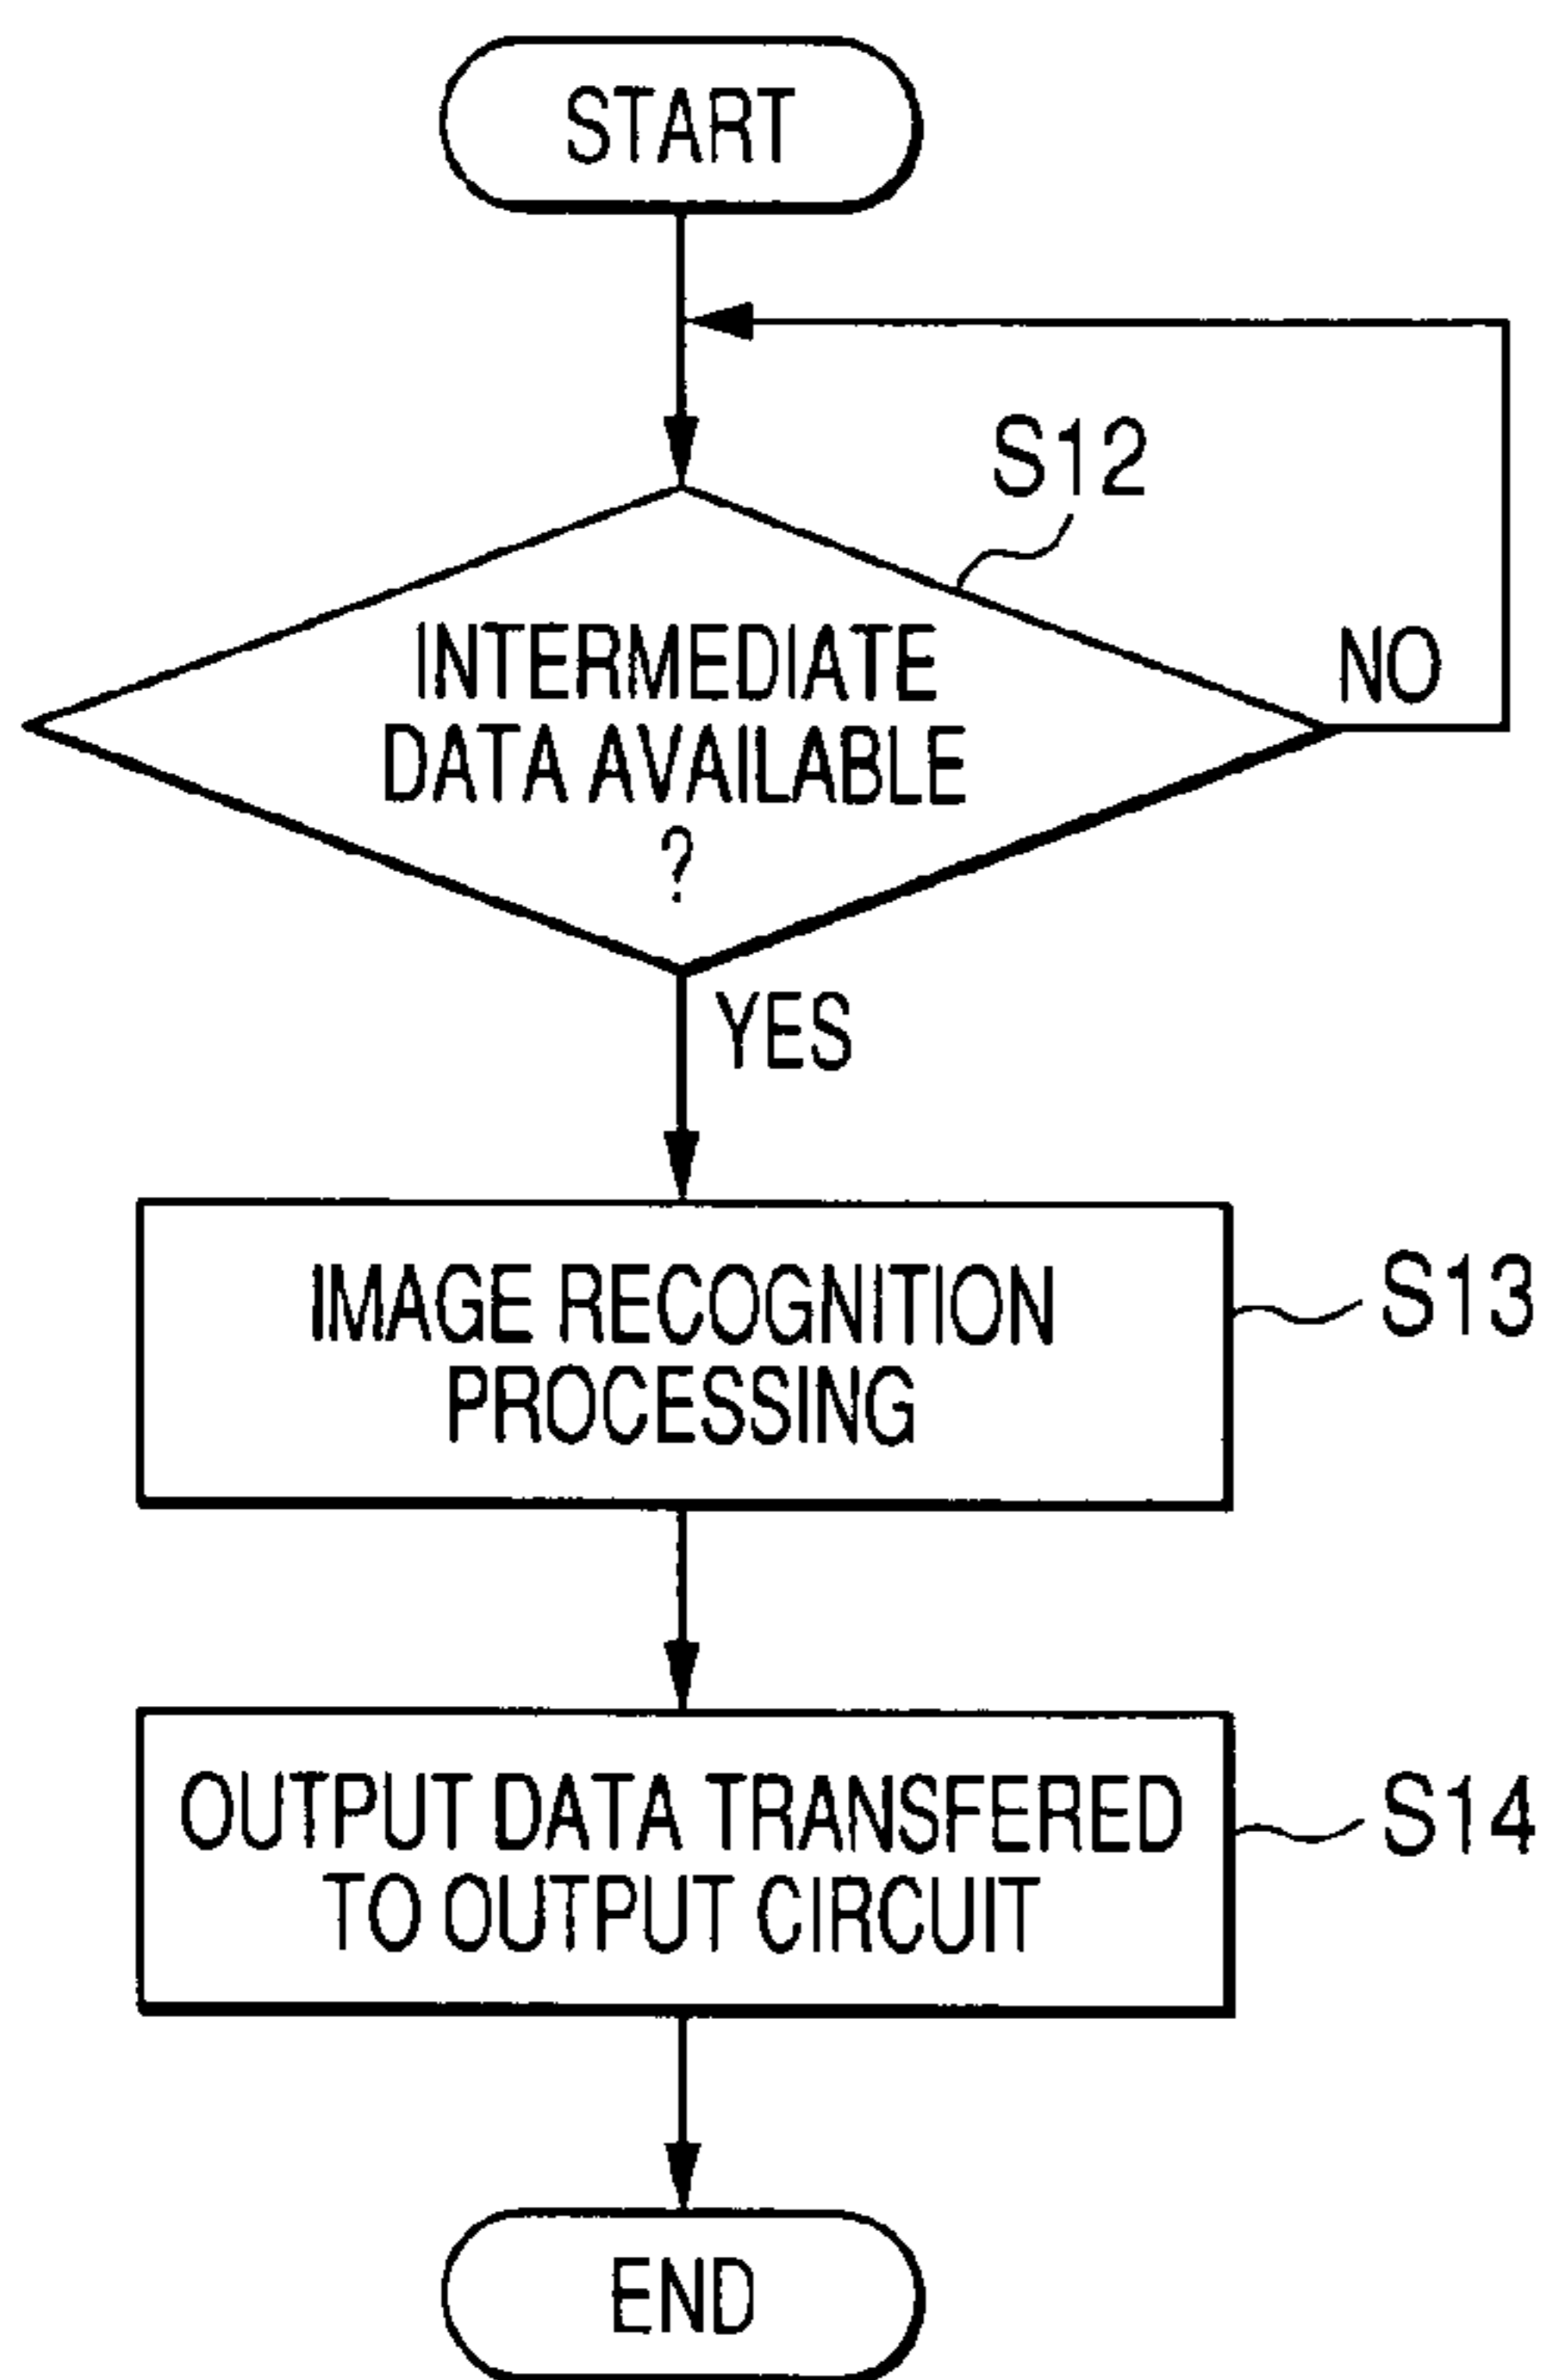 START
S12
INTERMEDIATE
DATA AVAILABLE
?
NO
YES
IMAGE RECOGNITION
PROCESSING
S13
OUTPUT DATA TRANSFERED
TO OUTPUT CIRCUIT
S14
END